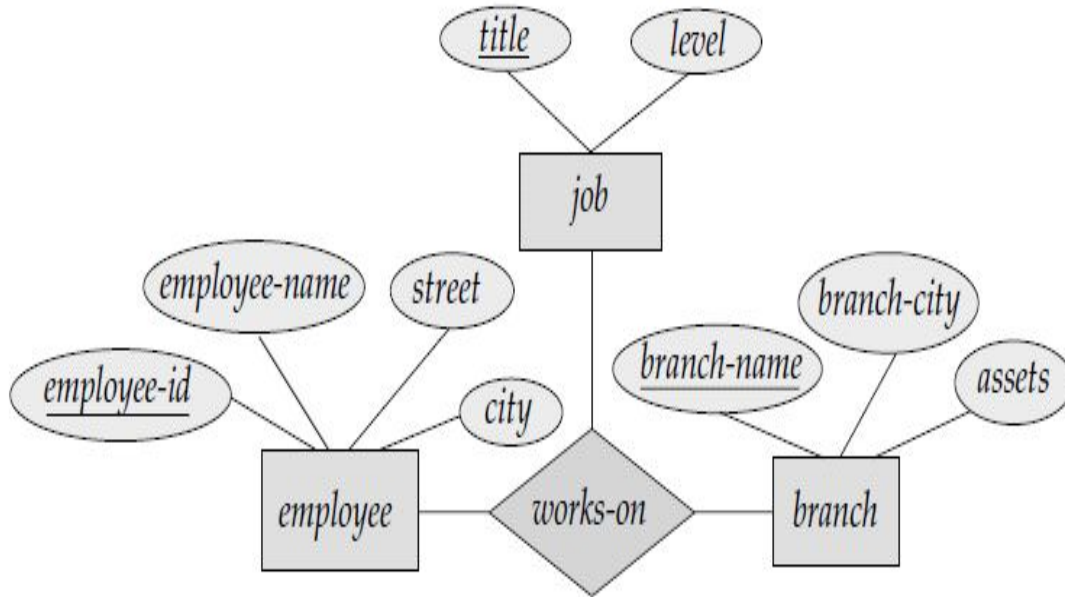 title
level
job
employee-name
street
branch-city
employee-id
branch-name
assets
city
employee
works-on
branch